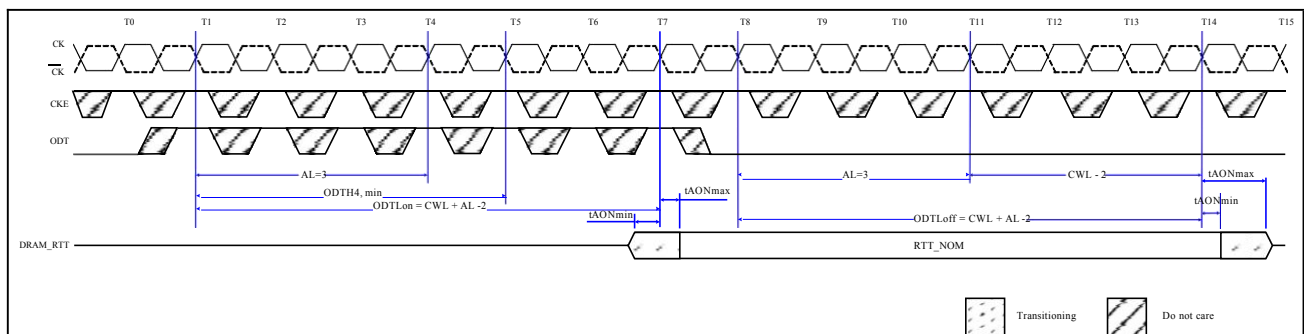 T0 T1 T2 T3 T4 T5 T6 T7 T8 T9 T10 T11 T12 T13 T14 T15
CK
CK
CKE
ODT
AL=3 AL=3 CWL - 2
tAONmax tAONmax
ODTH4, min
ODTLon = CWL + AL -2
tAONmin tAONmin
ODTLoff = CWL + AL -2
DRAM_RTT RTT_NOM
Transitioning Do not care